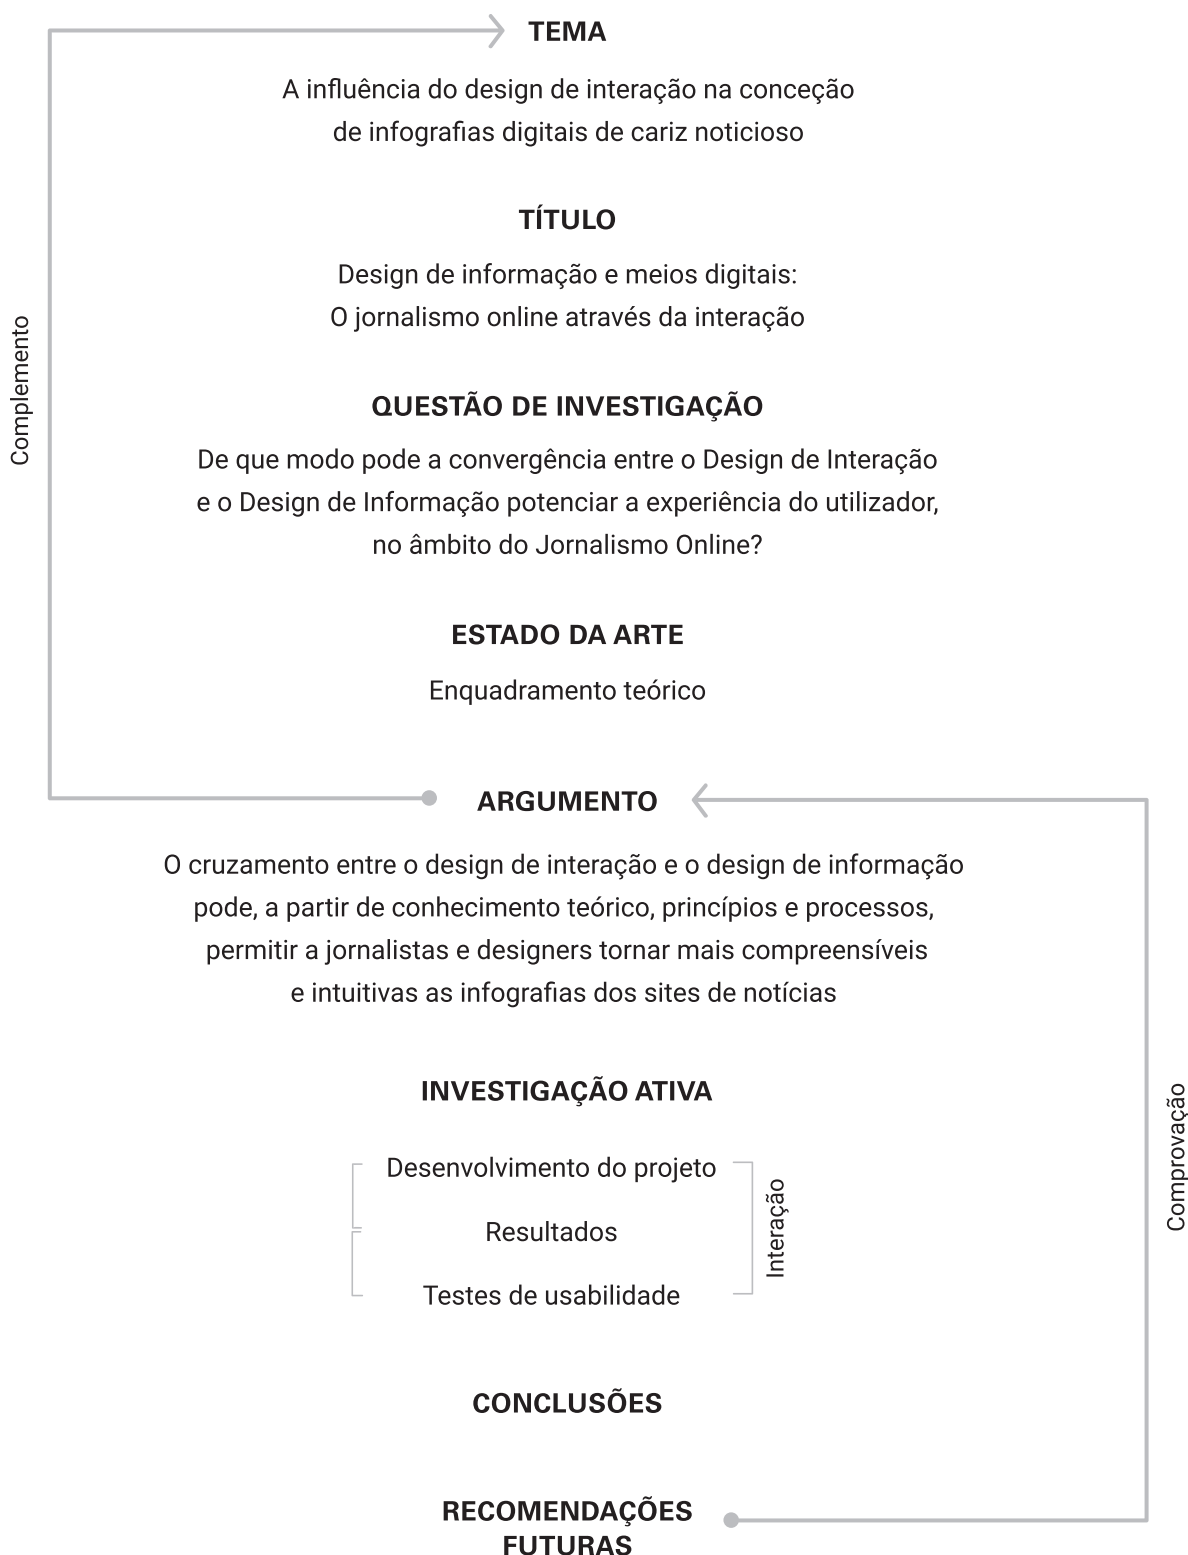 TEMA
A influência do design de interação na conceção
de infografias digitais de cariz noticioso
TÍTULO
Design de informação e meios digitais:
O jornalismo online através da interação
Complemento
QUESTÃO DE INVESTIGAÇÃO
De que modo pode a convergência entre o Design de Interação
e o Design de Informação potenciar a experiência do utilizador,
no âmbito do Jornalismo Online?
ESTADO DA ARTE
Enquadramento teórico
ARGUMENTO
O cruzamento entre o design de interação e o design de informação
pode, a partir de conhecimento teórico, princípios e processos,
permitir a jornalistas e designers tornar mais compreensíveis
e intuitivas as infografias dos sites de notícias
INVESTIGAÇÃO ATIVA
Desenvolvimento do projeto
Resultados
Testes de usabilidade
Interação
Comprovação
CONCLUSÕES
RECOMENDAÇÕES
FUTURAS